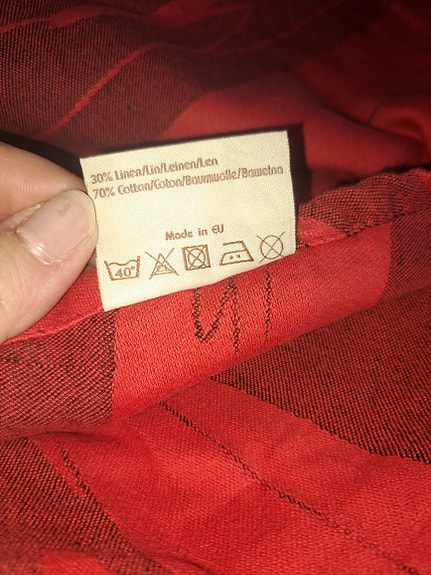 30% Linen/Lin/Leinen/Len
70% Cotton/Coton/Baumwolle/Bawełna
Made in EU
40°